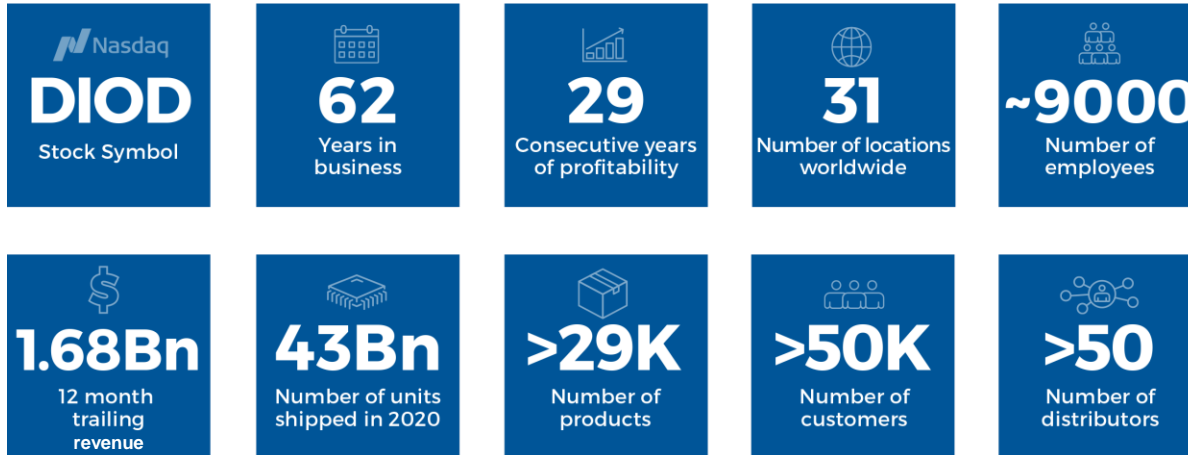 Nasdaq
DIOD
Stock Symbol
62
Years in
business
29
Consecutive years
of profitability
31
Number of locations
worldwide
~9000
Number of
employees
1.68Bn
12 month
trailing
revenue
43Bn
Number of units
shipped in 2020
>29K
Number of
products
>50K
Number of
customers
>50
Number of
distributors